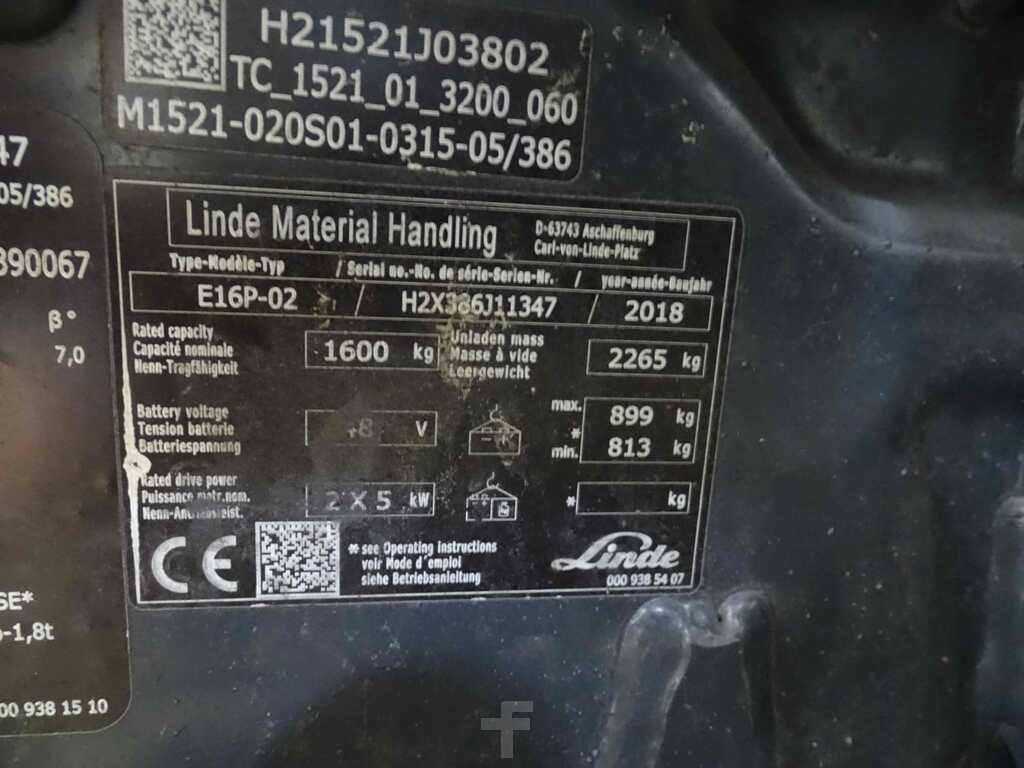 H21521J03802
TC_1521_01_3200_060
M1521-020S01-0315-05/386
47
05/386
890067
β°
7,0
SE*
-1,8t
00 938 15 10
Linde Material Handling
D-63743 Aschaffenburg
Carl-von-Linde-Platz
Type-Modèle-Typ / Serial no.-No. de série-Serien-Nr. / year-année-Baujahr
E16P-02 / H2X386J11347 / 2018
Rated capacity
Capacité nominale
Nenn-Tragfähigkeit
1600 kg
Unladen mass
Masse à vide
Leergewicht
2265 kg
Battery voltage
Tension batterie
Batteriespannung
V
- +
max. 899 kg
*
min. 813 kg
Rated drive power
Puissance motr.nom.
2 X 5 kW
* kg
CE
* see Operating instructions
voir Mode d'emploi
siehe Betriebsanleitung
Linde
000 938 54 07